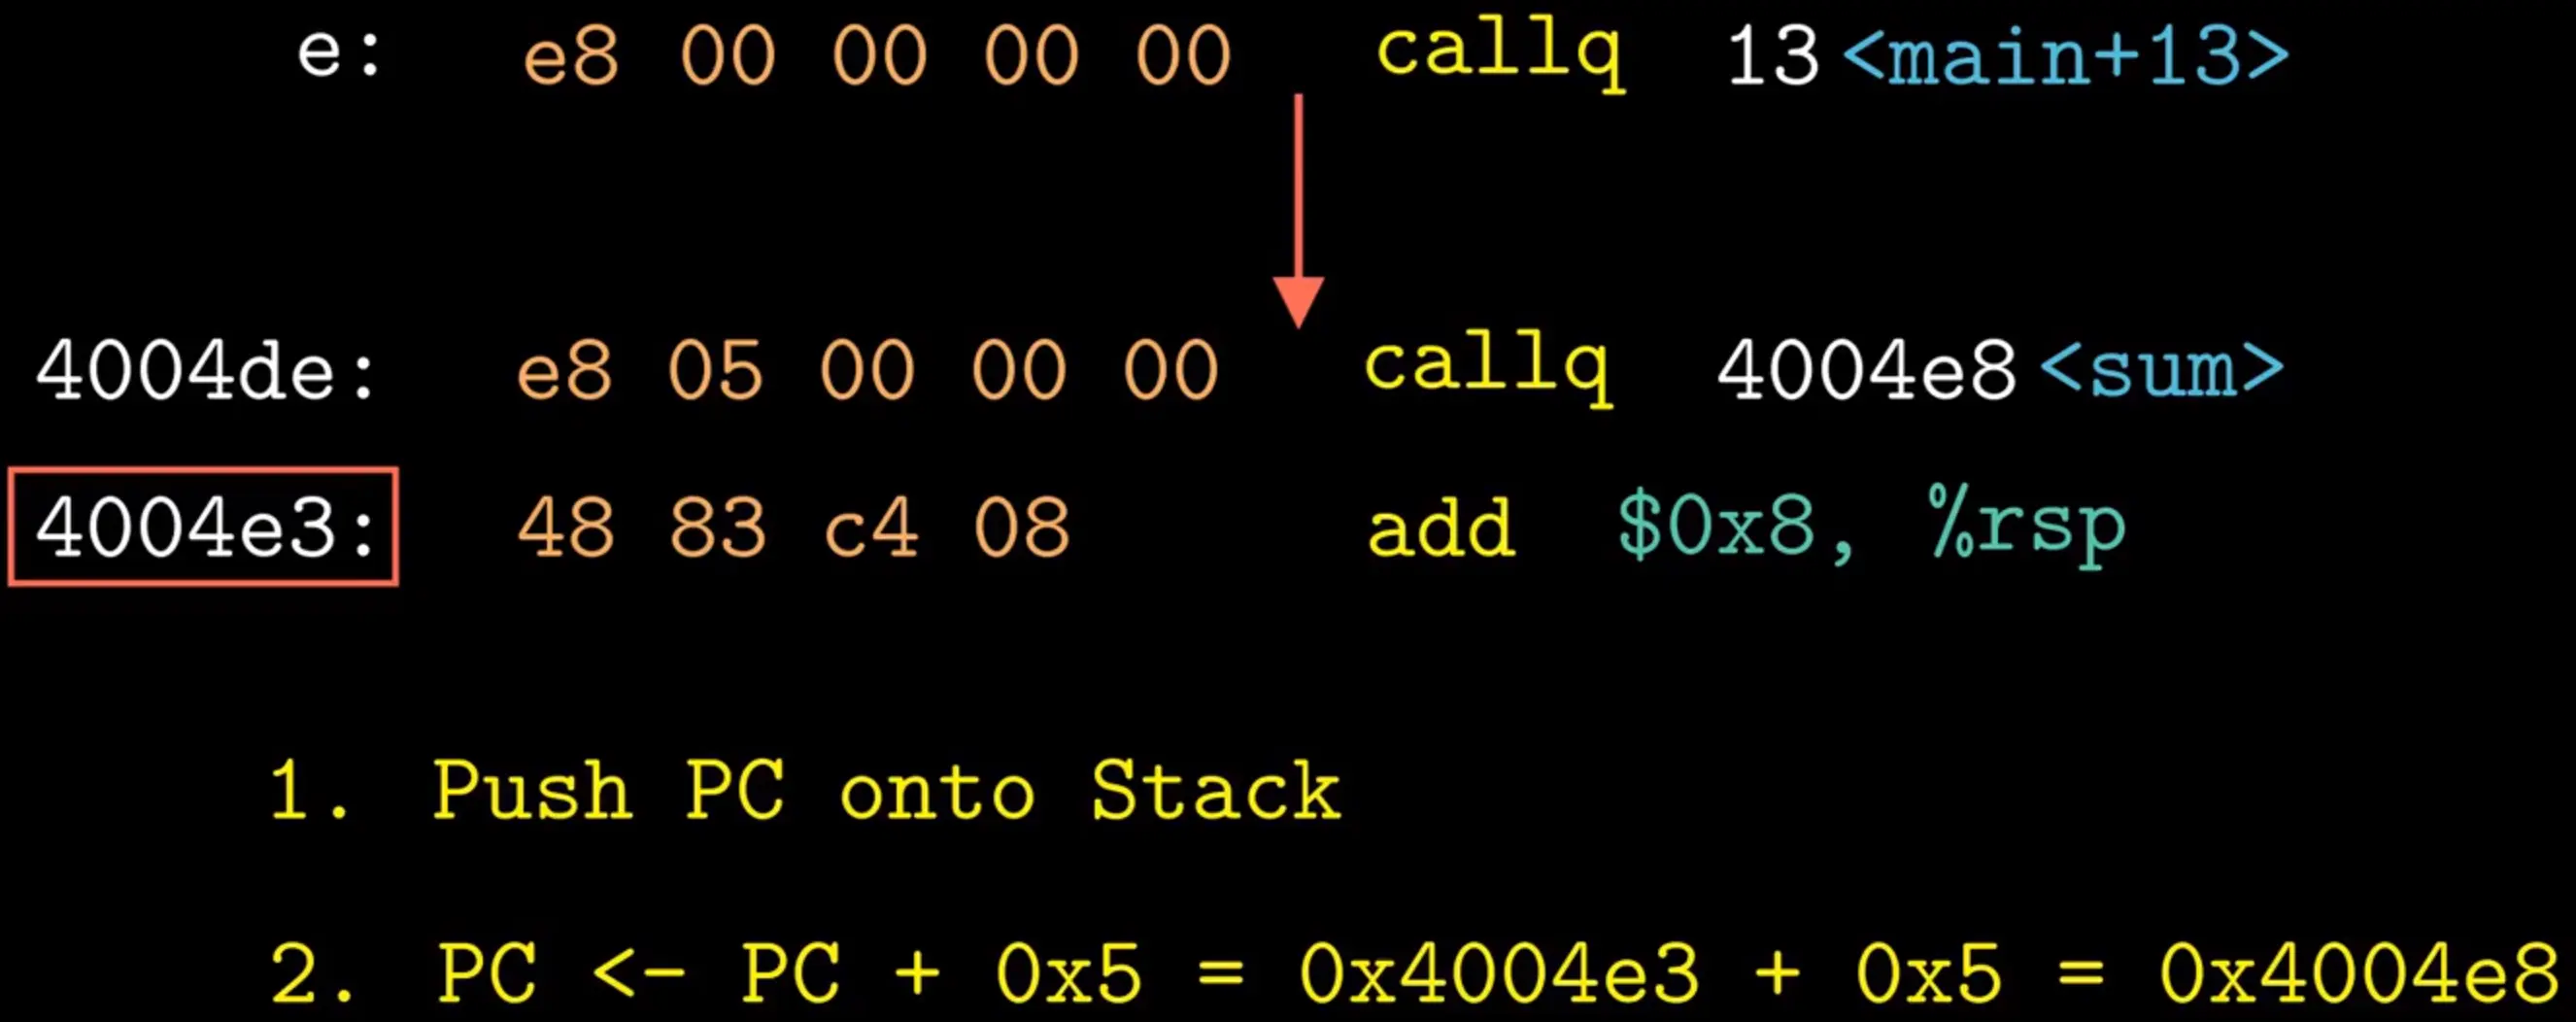 e: e8 00 00 00 00 callq 13 <main+13>
4004de: e8 05 00 00 00 callq 4004e8 <sum>
4004e3: 48 83 c4 08 add $0x8, %rsp
1. Push PC onto Stack
2. PC <- PC + 0x5 = 0x4004e3 + 0x5 = 0x4004e8